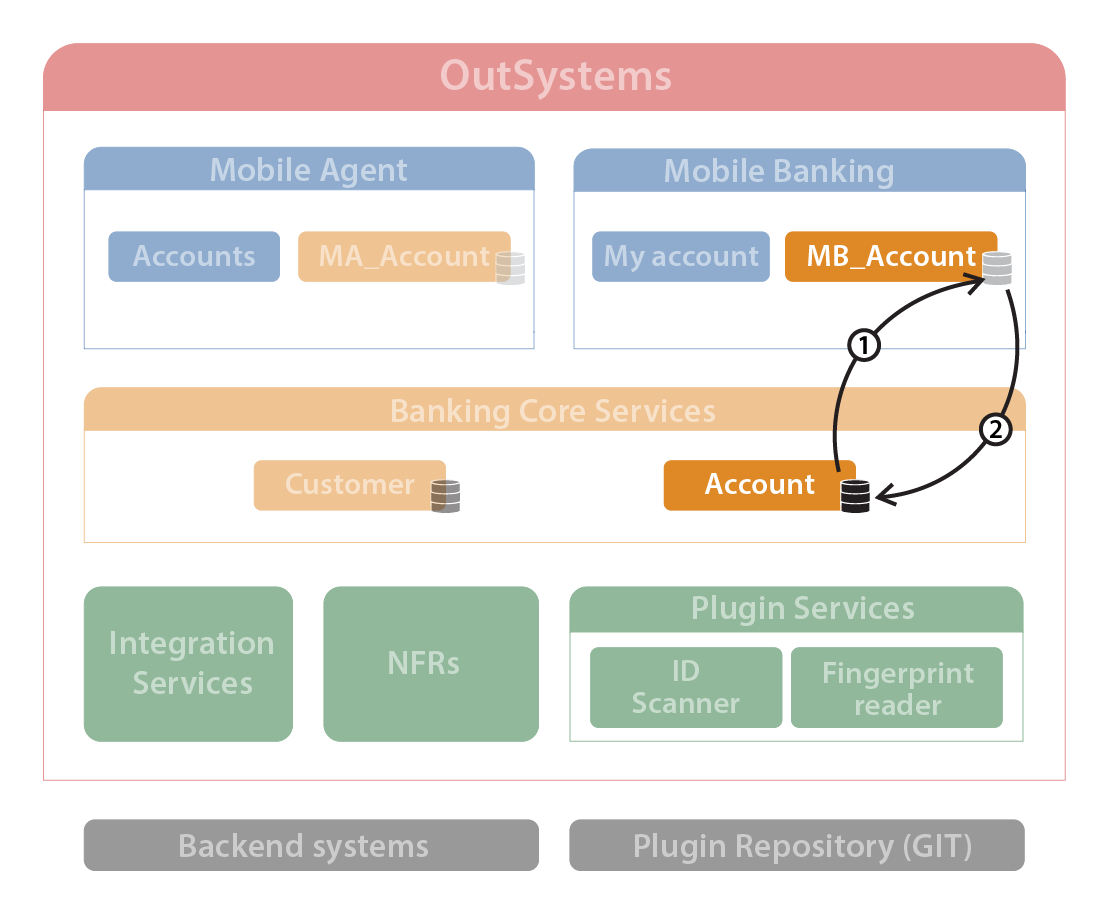 OutSystems
Mobile Agent
Mobile Banking
Accounts
MA_Account
My account
MB_Account
1
Banking Core Services
2
Customer
Account
Integration
Services
NFRs
Plugin Services
ID
Scanner
Fingerprint
reader
Backend systems
Plugin Repository (GIT)